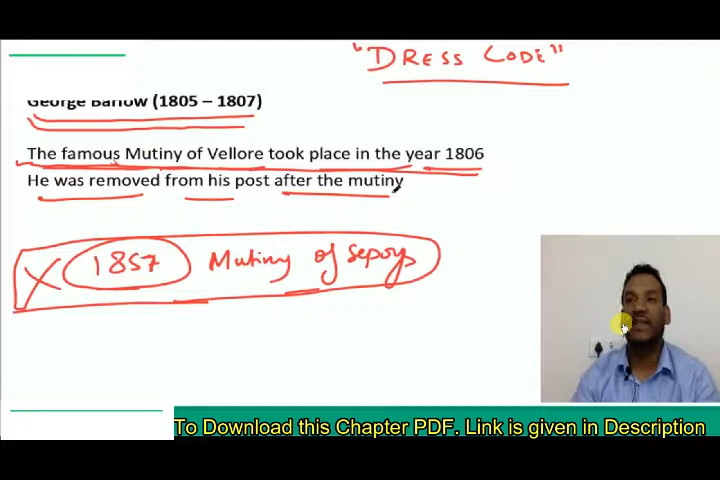 "DRESS CODE"
George Barlow (1805 – 1807)
The famous Mutiny of Vellore took place in the year 1806
He was removed from his post after the mutiny
1857 Mutiny of Sepoys
To Download this Chapter PDF. Link is given in Description